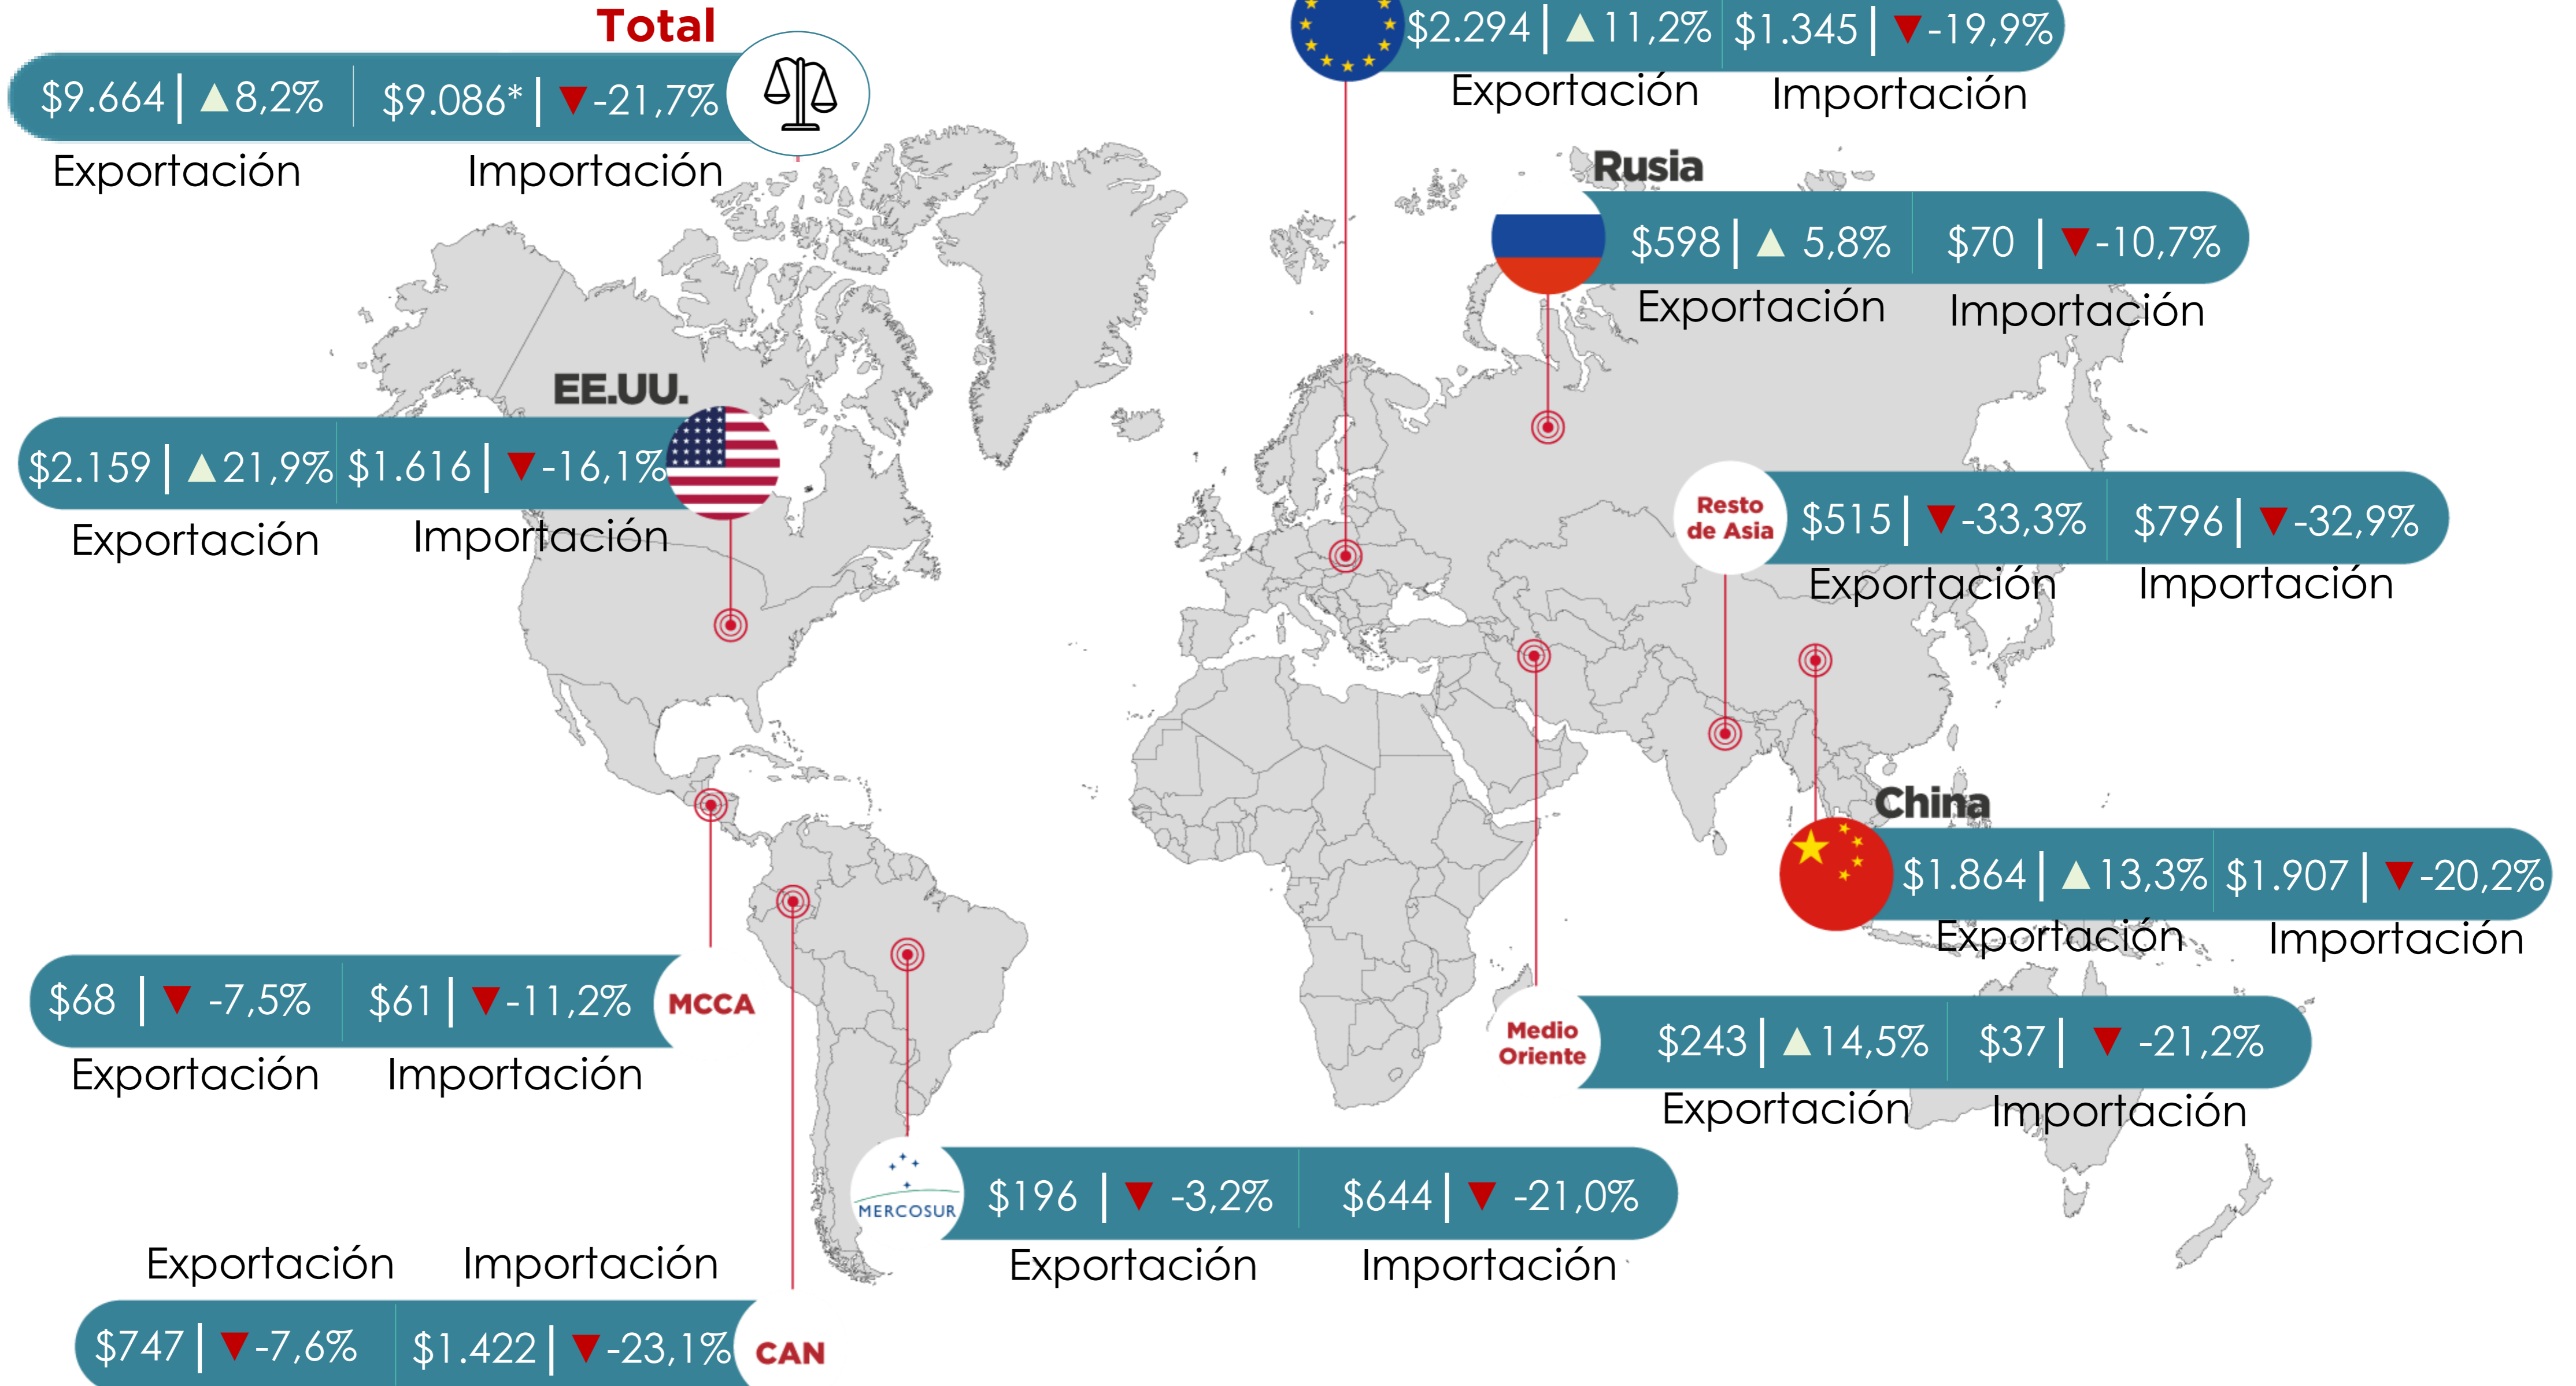 Total
$9.664 | ▲8,2% $9.086* | ▼-21,7%
Exportación Importación
$2.294 | ▲11,2% $1.345 | ▼-19,9%
Exportación Importación
Rusia
$598 | ▲ 5,8% $70 | ▼-10,7%
Exportación Importación
EE.UU.
$2.159 | ▲21,9% $1.616 | ▼-16,1%
Exportación Importación
Resto
de Asia
$515 | ▼-33,3% $796 | ▼-32,9%
Exportación Importación
China
$1.864 | ▲13,3% $1.907 | ▼-20,2%
Exportación Importación
$68 | ▼ -7,5% $61 | ▼-11,2% MCCA
Exportación Importación
Medio
Oriente
$243 | ▲14,5% $37 | ▼ -21,2%
Exportación Importación
MERCOSUR
$196 | ▼ -3,2% $644 | ▼ -21,0%
Exportación Importación
Exportación Importación
$747 | ▼-7,6% $1.422 | ▼-23,1% CAN